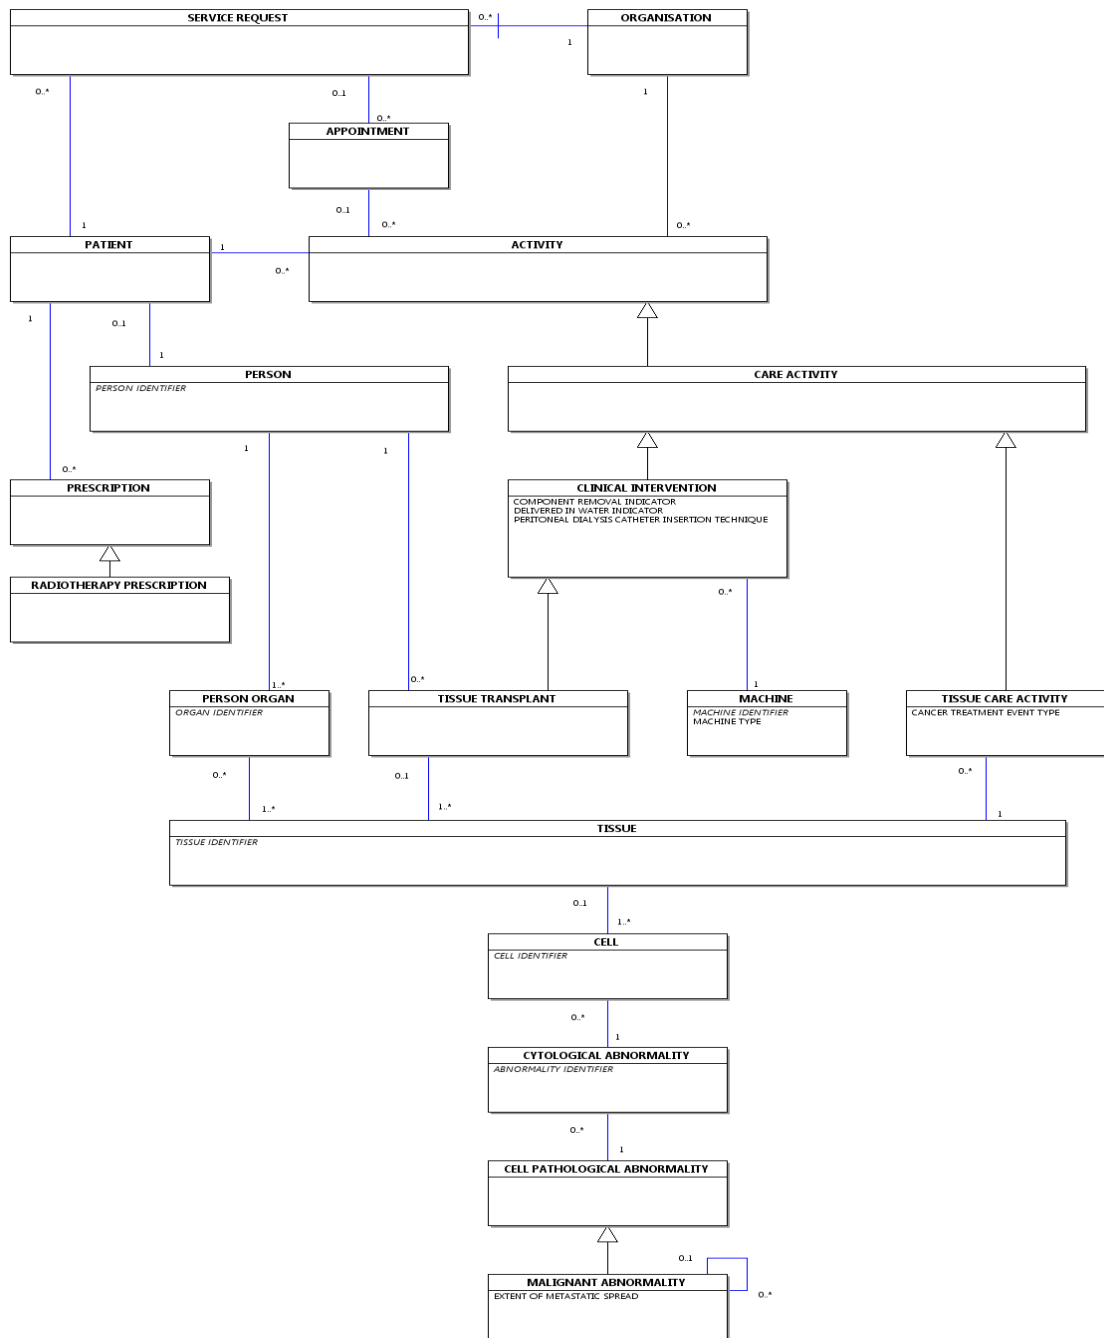 SERVICE REQUEST
0..*
1
ORGANISATION
0..*
0..1
1
0..*
APPOINTMENT
0..1
0..*
0..*
1
PATIENT
1
0..*
ACTIVITY
1
0..1
1
PERSON
PERSON IDENTIFIER
CARE ACTIVITY
1
1
0..*
PRESCRIPTION
CLINICAL INTERVENTION
COMPONENT REMOVAL INDICATOR
DELIVERED IN WATER INDICATOR
PERITONEAL DIALYSIS CATHETER INSERTION TECHNIQUE
RADIOTHERAPY PRESCRIPTION
0..*
1..*
0..*
1
PERSON ORGAN
ORGAN IDENTIFIER
TISSUE TRANSPLANT
MACHINE
MACHINE IDENTIFIER
MACHINE TYPE
TISSUE CARE ACTIVITY
CANCER TREATMENT EVENT TYPE
0..*
0..1
0..*
1..*
1..*
1
TISSUE
TISSUE IDENTIFIER
0..1
1..*
CELL
CELL IDENTIFIER
0..*
1
CYTOLOGICAL ABNORMALITY
ABNORMALITY IDENTIFIER
0..*
1
CELL PATHOLOGICAL ABNORMALITY
0..1
MALIGNANT ABNORMALITY
EXTENT OF METASTATIC SPREAD
0..*